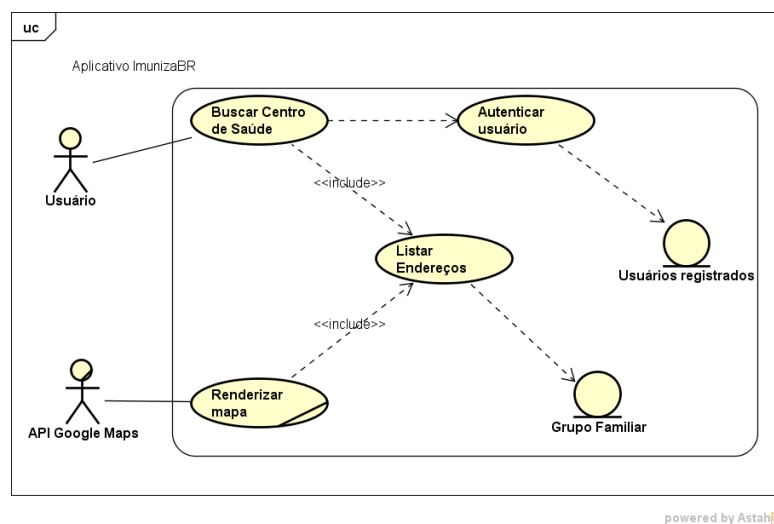 uc
Aplicativo ImunizaBR
Buscar Centro
de Saúde
Autenticar
usuário
Usuário
<<include>>
Listar
Endereços
Usuários registrados
<<include>>
Renderizar
mapa
API Google Maps
Grupo Familiar
powered by Astah